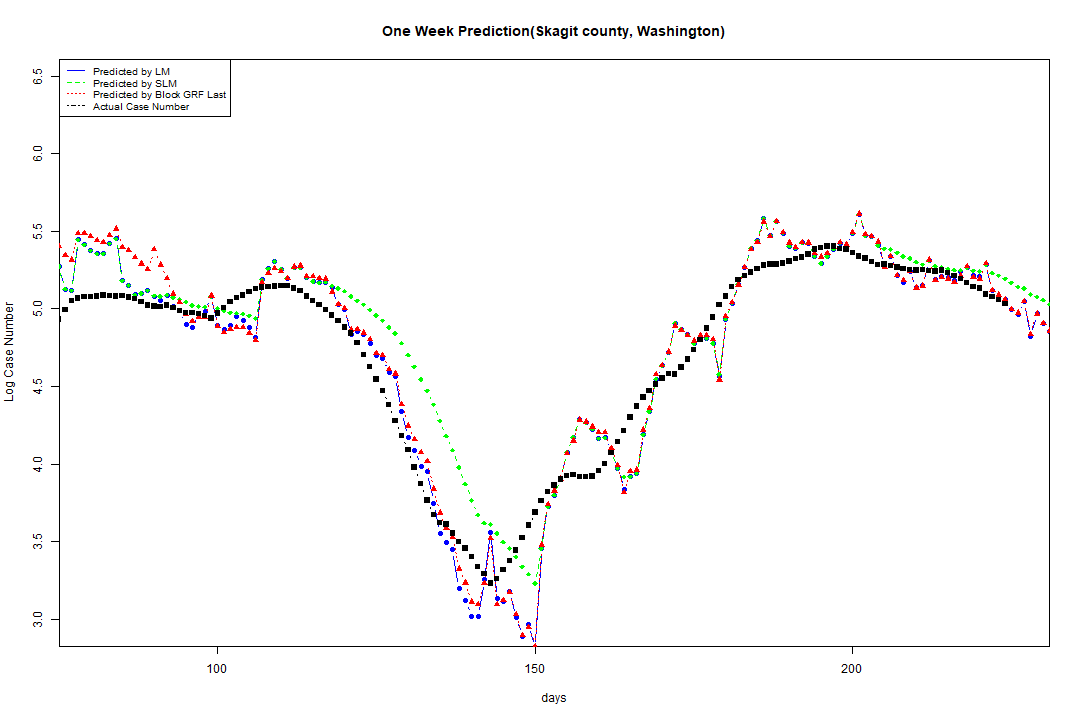 One Week Prediction(Skagit county, Washington)
Predicted by LM
Predicted by SLM
Predicted by Block GRF Last
Actual Case Number
Log Case Number
6.5
6.0
5.5
5.0
4.5
4.0
3.5
3.0
100 150 200
days